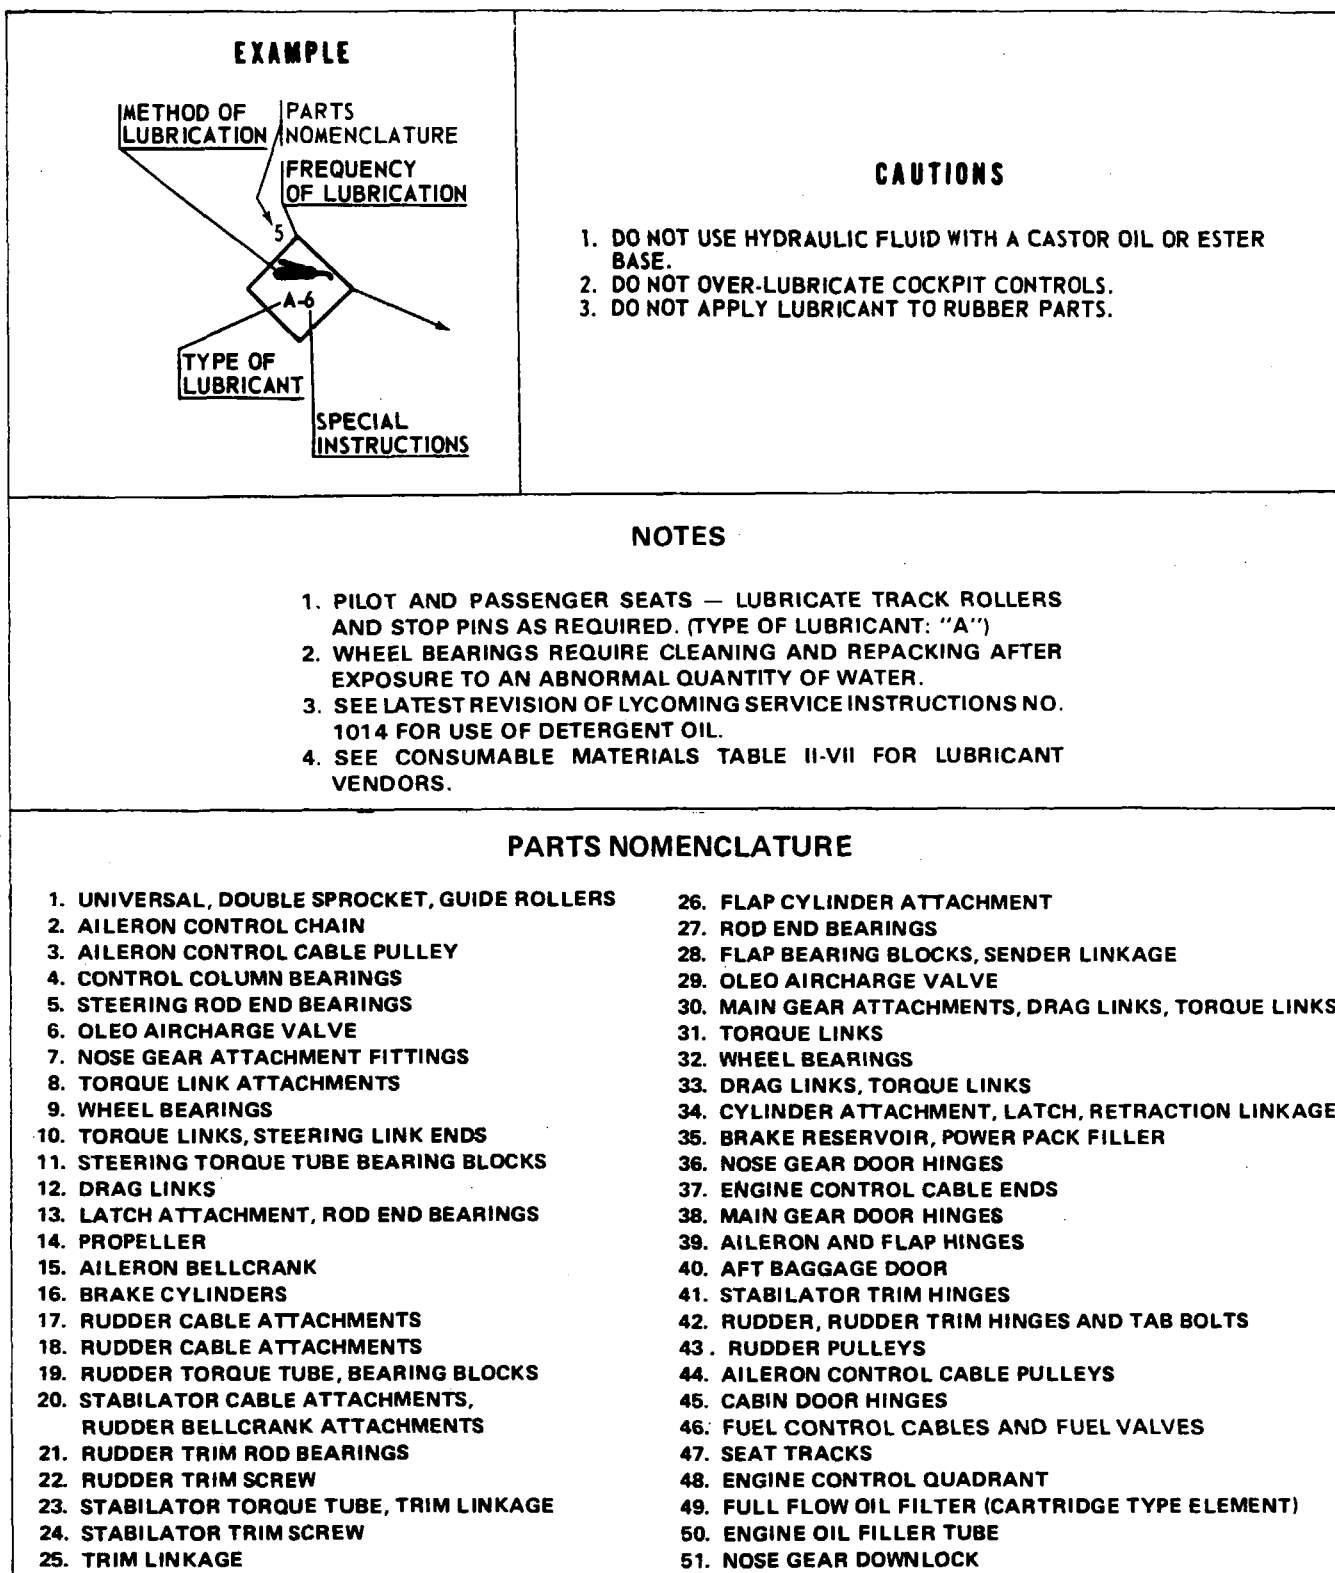 EXAMPLE
METHOD OF
LUBRICATION
PARTS
NOMENCLATURE
FREQUENCY
OF LUBRICATION
5
A-6
TYPE OF
LUBRICANT
SPECIAL
INSTRUCTIONS
CAUTIONS
1. DO NOT USE HYDRAULIC FLUID WITH A CASTOR OIL OR ESTER
BASE.
2. DO NOT OVER-LUBRICATE COCKPIT CONTROLS.
3. DO NOT APPLY LUBRICANT TO RUBBER PARTS.
NOTES
1. PILOT AND PASSENGER SEATS — LUBRICATE TRACK ROLLERS
AND STOP PINS AS REQUIRED. (TYPE OF LUBRICANT: "A")
2. WHEEL BEARINGS REQUIRE CLEANING AND REPACKING AFTER
EXPOSURE TO AN ABNORMAL QUANTITY OF WATER.
3. SEE LATEST REVISION OF LYCOMING SERVICE INSTRUCTIONS NO.
1014 FOR USE OF DETERGENT OIL.
4. SEE CONSUMABLE MATERIALS TABLE II-VII FOR LUBRICANT
VENDORS.
PARTS NOMENCLATURE
1. UNIVERSAL, DOUBLE SPROCKET, GUIDE ROLLERS
2. AILERON CONTROL CHAIN
3. AILERON CONTROL CABLE PULLEY
4. CONTROL COLUMN BEARINGS
5. STEERING ROD END BEARINGS
6. OLEO AIRCHARGE VALVE
7. NOSE GEAR ATTACHMENT FITTINGS
8. TORQUE LINK ATTACHMENTS
9. WHEEL BEARINGS
10. TORQUE LINKS, STEERING LINK ENDS
11. STEERING TORQUE TUBE BEARING BLOCKS
12. DRAG LINKS
13. LATCH ATTACHMENT, ROD END BEARINGS
14. PROPELLER
15. AILERON BELLCRANK
16. BRAKE CYLINDERS
17. RUDDER CABLE ATTACHMENTS
18. RUDDER CABLE ATTACHMENTS
19. RUDDER TORQUE TUBE, BEARING BLOCKS
20. STABILATOR CABLE ATTACHMENTS,
RUDDER BELLCRANK ATTACHMENTS
21. RUDDER TRIM ROD BEARINGS
22. RUDDER TRIM SCREW
23. STABILATOR TORQUE TUBE, TRIM LINKAGE
24. STABILATOR TRIM SCREW
25. TRIM LINKAGE
26. FLAP CYLINDER ATTACHMENT
27. ROD END BEARINGS
28. FLAP BEARING BLOCKS, SENDER LINKAGE
29. OLEO AIRCHARGE VALVE
30. MAIN GEAR ATTACHMENTS, DRAG LINKS, TORQUE LINKS
31. TORQUE LINKS
32. WHEEL BEARINGS
33. DRAG LINKS, TORQUE LINKS
34. CYLINDER ATTACHMENT, LATCH, RETRACTION LINKAGE
35. BRAKE RESERVOIR, POWER PACK FILLER
36. NOSE GEAR DOOR HINGES
37. ENGINE CONTROL CABLE ENDS
38. MAIN GEAR DOOR HINGES
39. AILERON AND FLAP HINGES
40. AFT BAGGAGE DOOR
41. STABILATOR TRIM HINGES
42. RUDDER, RUDDER TRIM HINGES AND TAB BOLTS
43. RUDDER PULLEYS
44. AILERON CONTROL CABLE PULLEYS
45. CABIN DOOR HINGES
46. FUEL CONTROL CABLES AND FUEL VALVES
47. SEAT TRACKS
48. ENGINE CONTROL QUADRANT
49. FULL FLOW OIL FILTER (CARTRIDGE TYPE ELEMENT)
50. ENGINE OIL FILLER TUBE
51. NOSE GEAR DOWNLOCK